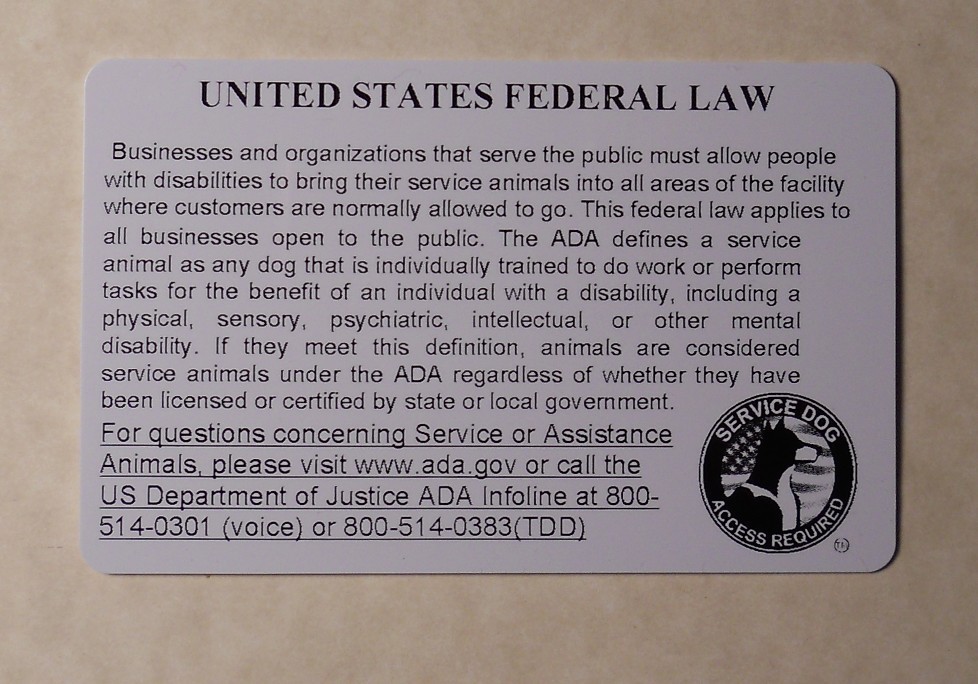 UNITED STATES FEDERAL LAW
Businesses and organizations that serve the public must allow people
with disabilities to bring their service animals into all areas of the facility
where customers are normally allowed to go. This federal law applies to
all businesses open to the public. The ADA defines a service
animal as any dog that is individually trained to do work or perform
tasks for the benefit of an individual with a disability, including a
physical, sensory, psychiatric, intellectual, or other mental
disability. If they meet this definition, animals are considered
service animals under the ADA regardless of whether they have
been licensed or certified by state or local government.
For questions concerning Service or Assistance
Animals, please visit www.ada.gov or call the
US Department of Justice ADA Infoline at 800-
514-0301 (voice) or 800-514-0383(TDD)
SERVICE DOG
ACCESS REQUIRED